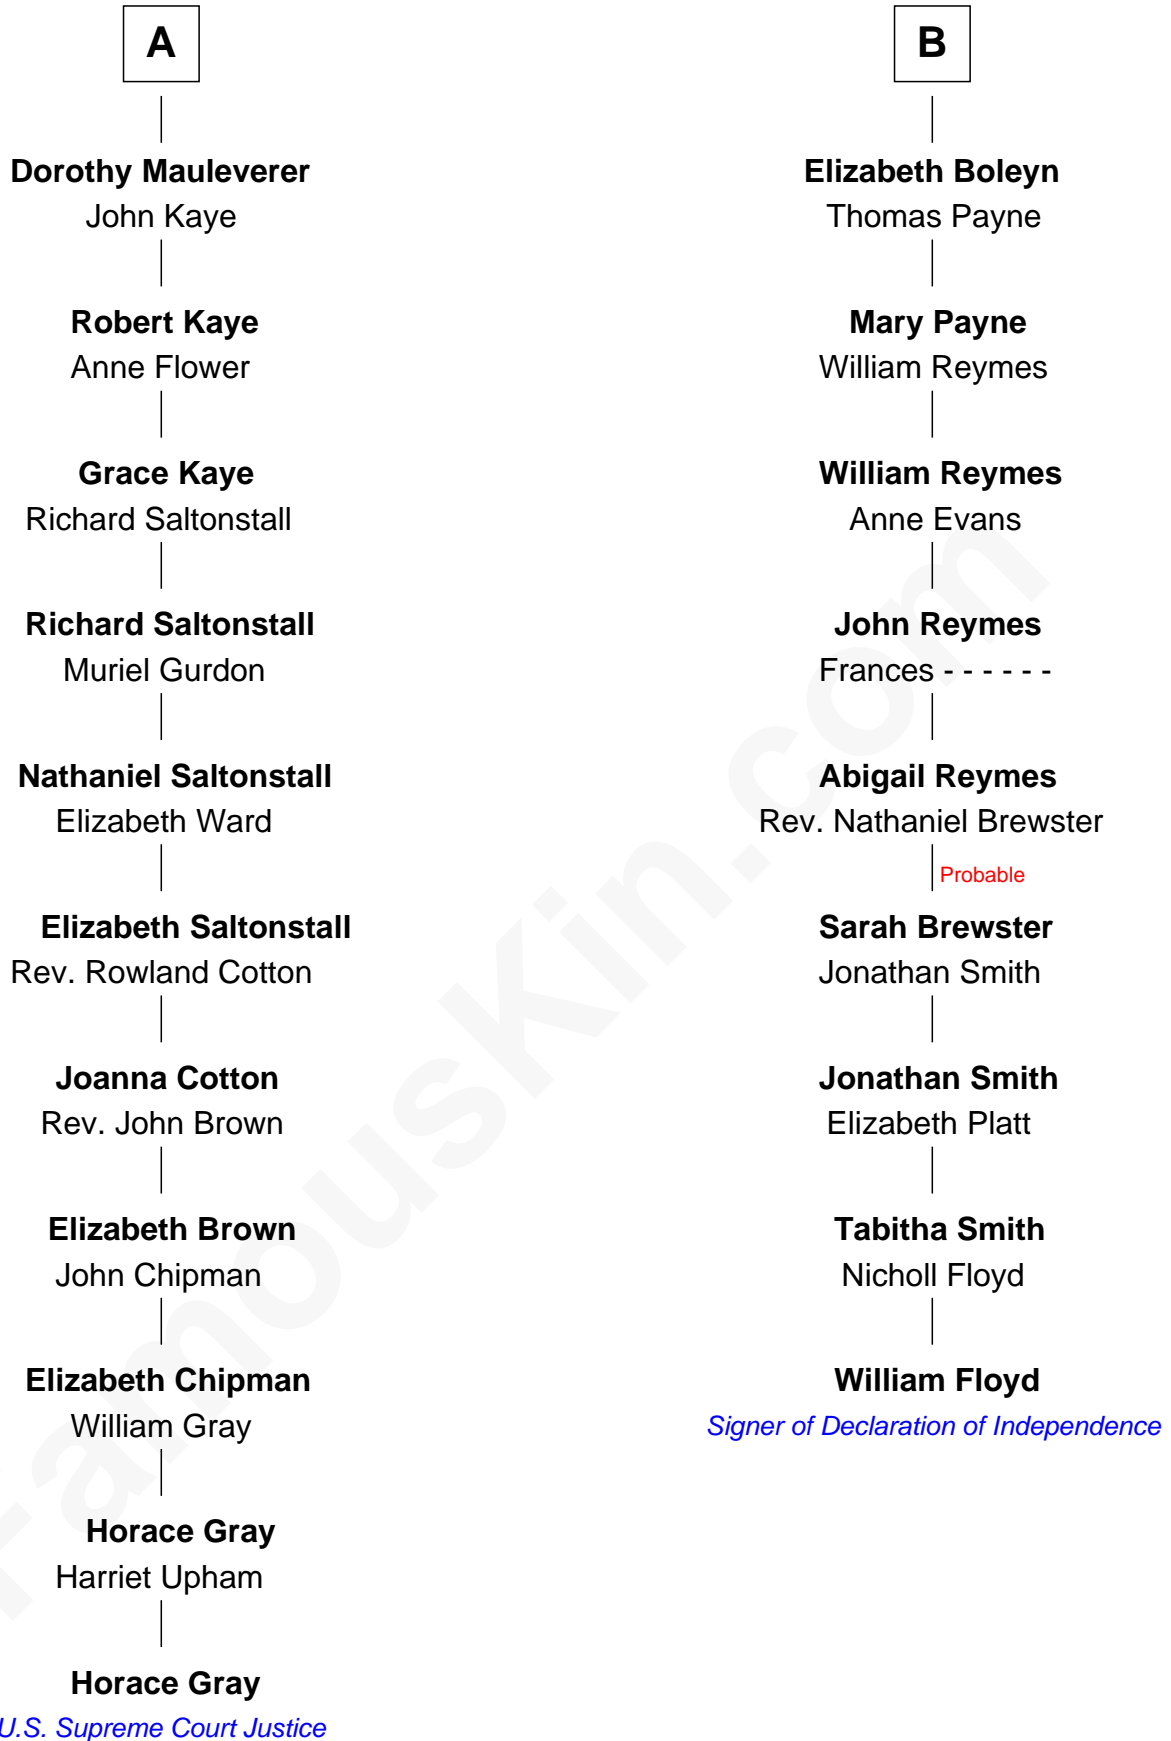 A
Dorothy Mauleverer
John Kaye
Robert Kaye
Anne Flower
Grace Kaye
Richard Saltonstall
Richard Saltonstall
Muriel Gurdon
Nathaniel Saltonstall
Elizabeth Ward
Elizabeth Saltonstall
Rev. Rowland Cotton
Joanna Cotton
Rev. John Brown
Elizabeth Brown
John Chipman
Elizabeth Chipman
William Gray
Horace Gray
Harriet Upham
Horace Gray
U.S. Supreme Court Justice
B
Elizabeth Boleyn
Thomas Payne
Mary Payne
William Reymes
William Reymes
Anne Evans
John Reymes
Frances - - - - - -
Abigail Reymes
Rev. Nathaniel Brewster
Probable
Sarah Brewster
Jonathan Smith
Jonathan Smith
Elizabeth Platt
Tabitha Smith
Nicholl Floyd
William Floyd
Signer of Declaration of Independence
FamousKin.com